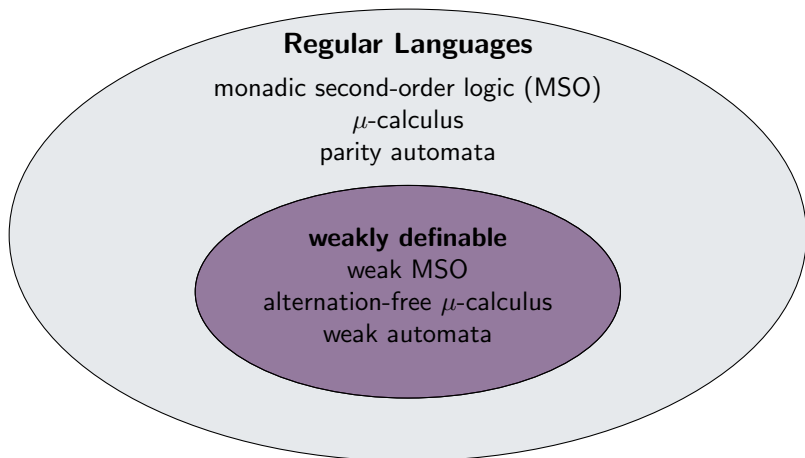 Regular Languages
monadic second-order logic (MSO)
μ-calculus
parity automata
weakly definable
weak MSO
alternation-free μ-calculus
weak automata